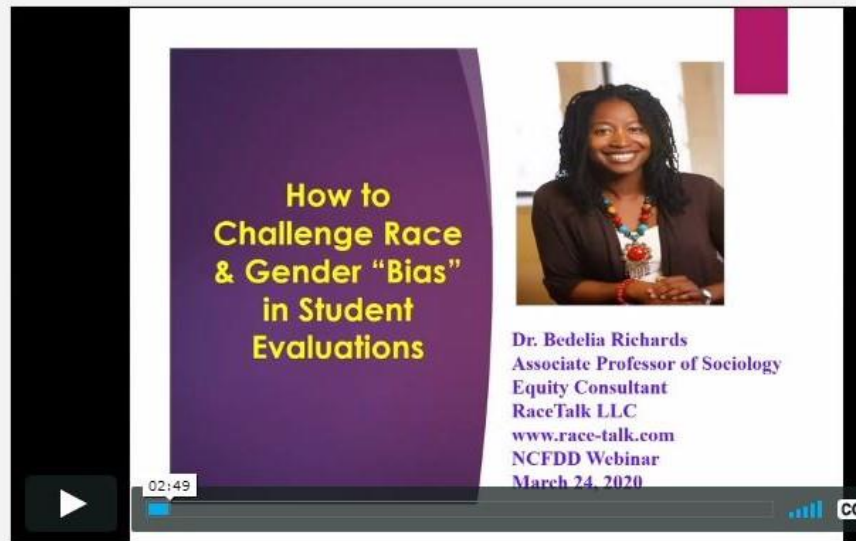 How to
Challenge Race
& Gender “Bias”
in Student
Evaluations
Dr. Bedelia Richards
Associate Professor of Sociology
Equity Consultant
RaceTalk LLC
www.race-talk.com
NCFDD Webinar
March 24, 2020
02:49